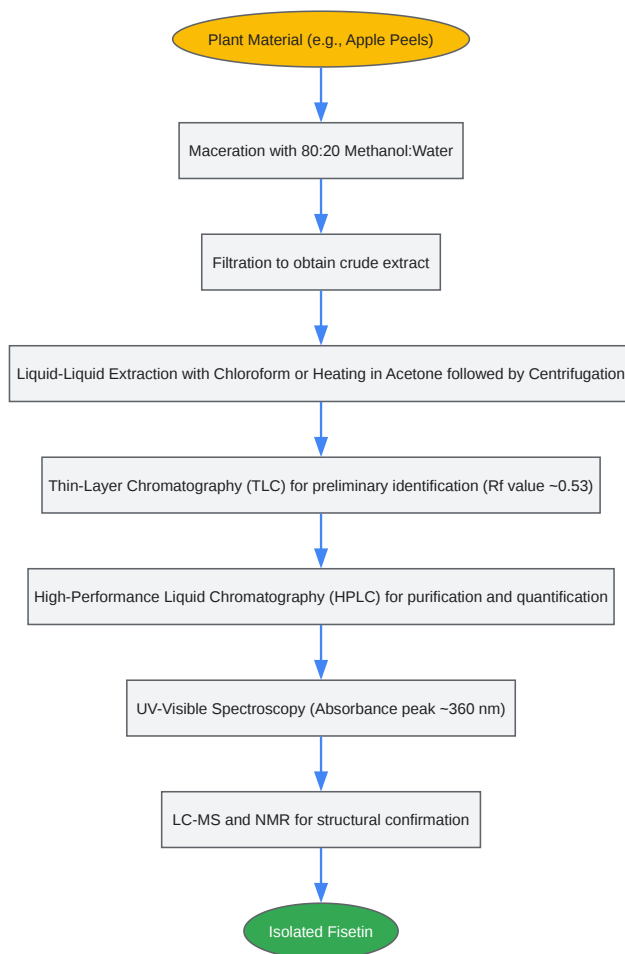 Plant Material (e.g., Apple Peels)
Maceration with 80:20 Methanol:Water
Filtration to obtain crude extract
Liquid-Liquid Extraction with Chloroform or Heating in Acetone followed by Centrifugation
Thin-Layer Chromatography (TLC) for preliminary identification (Rf value ~0.53)
High-Performance Liquid Chromatography (HPLC) for purification and quantification
UV-Visible Spectroscopy (Absorbance peak ~360 nm)
LC-MS and NMR for structural confirmation
Isolated Fisetin